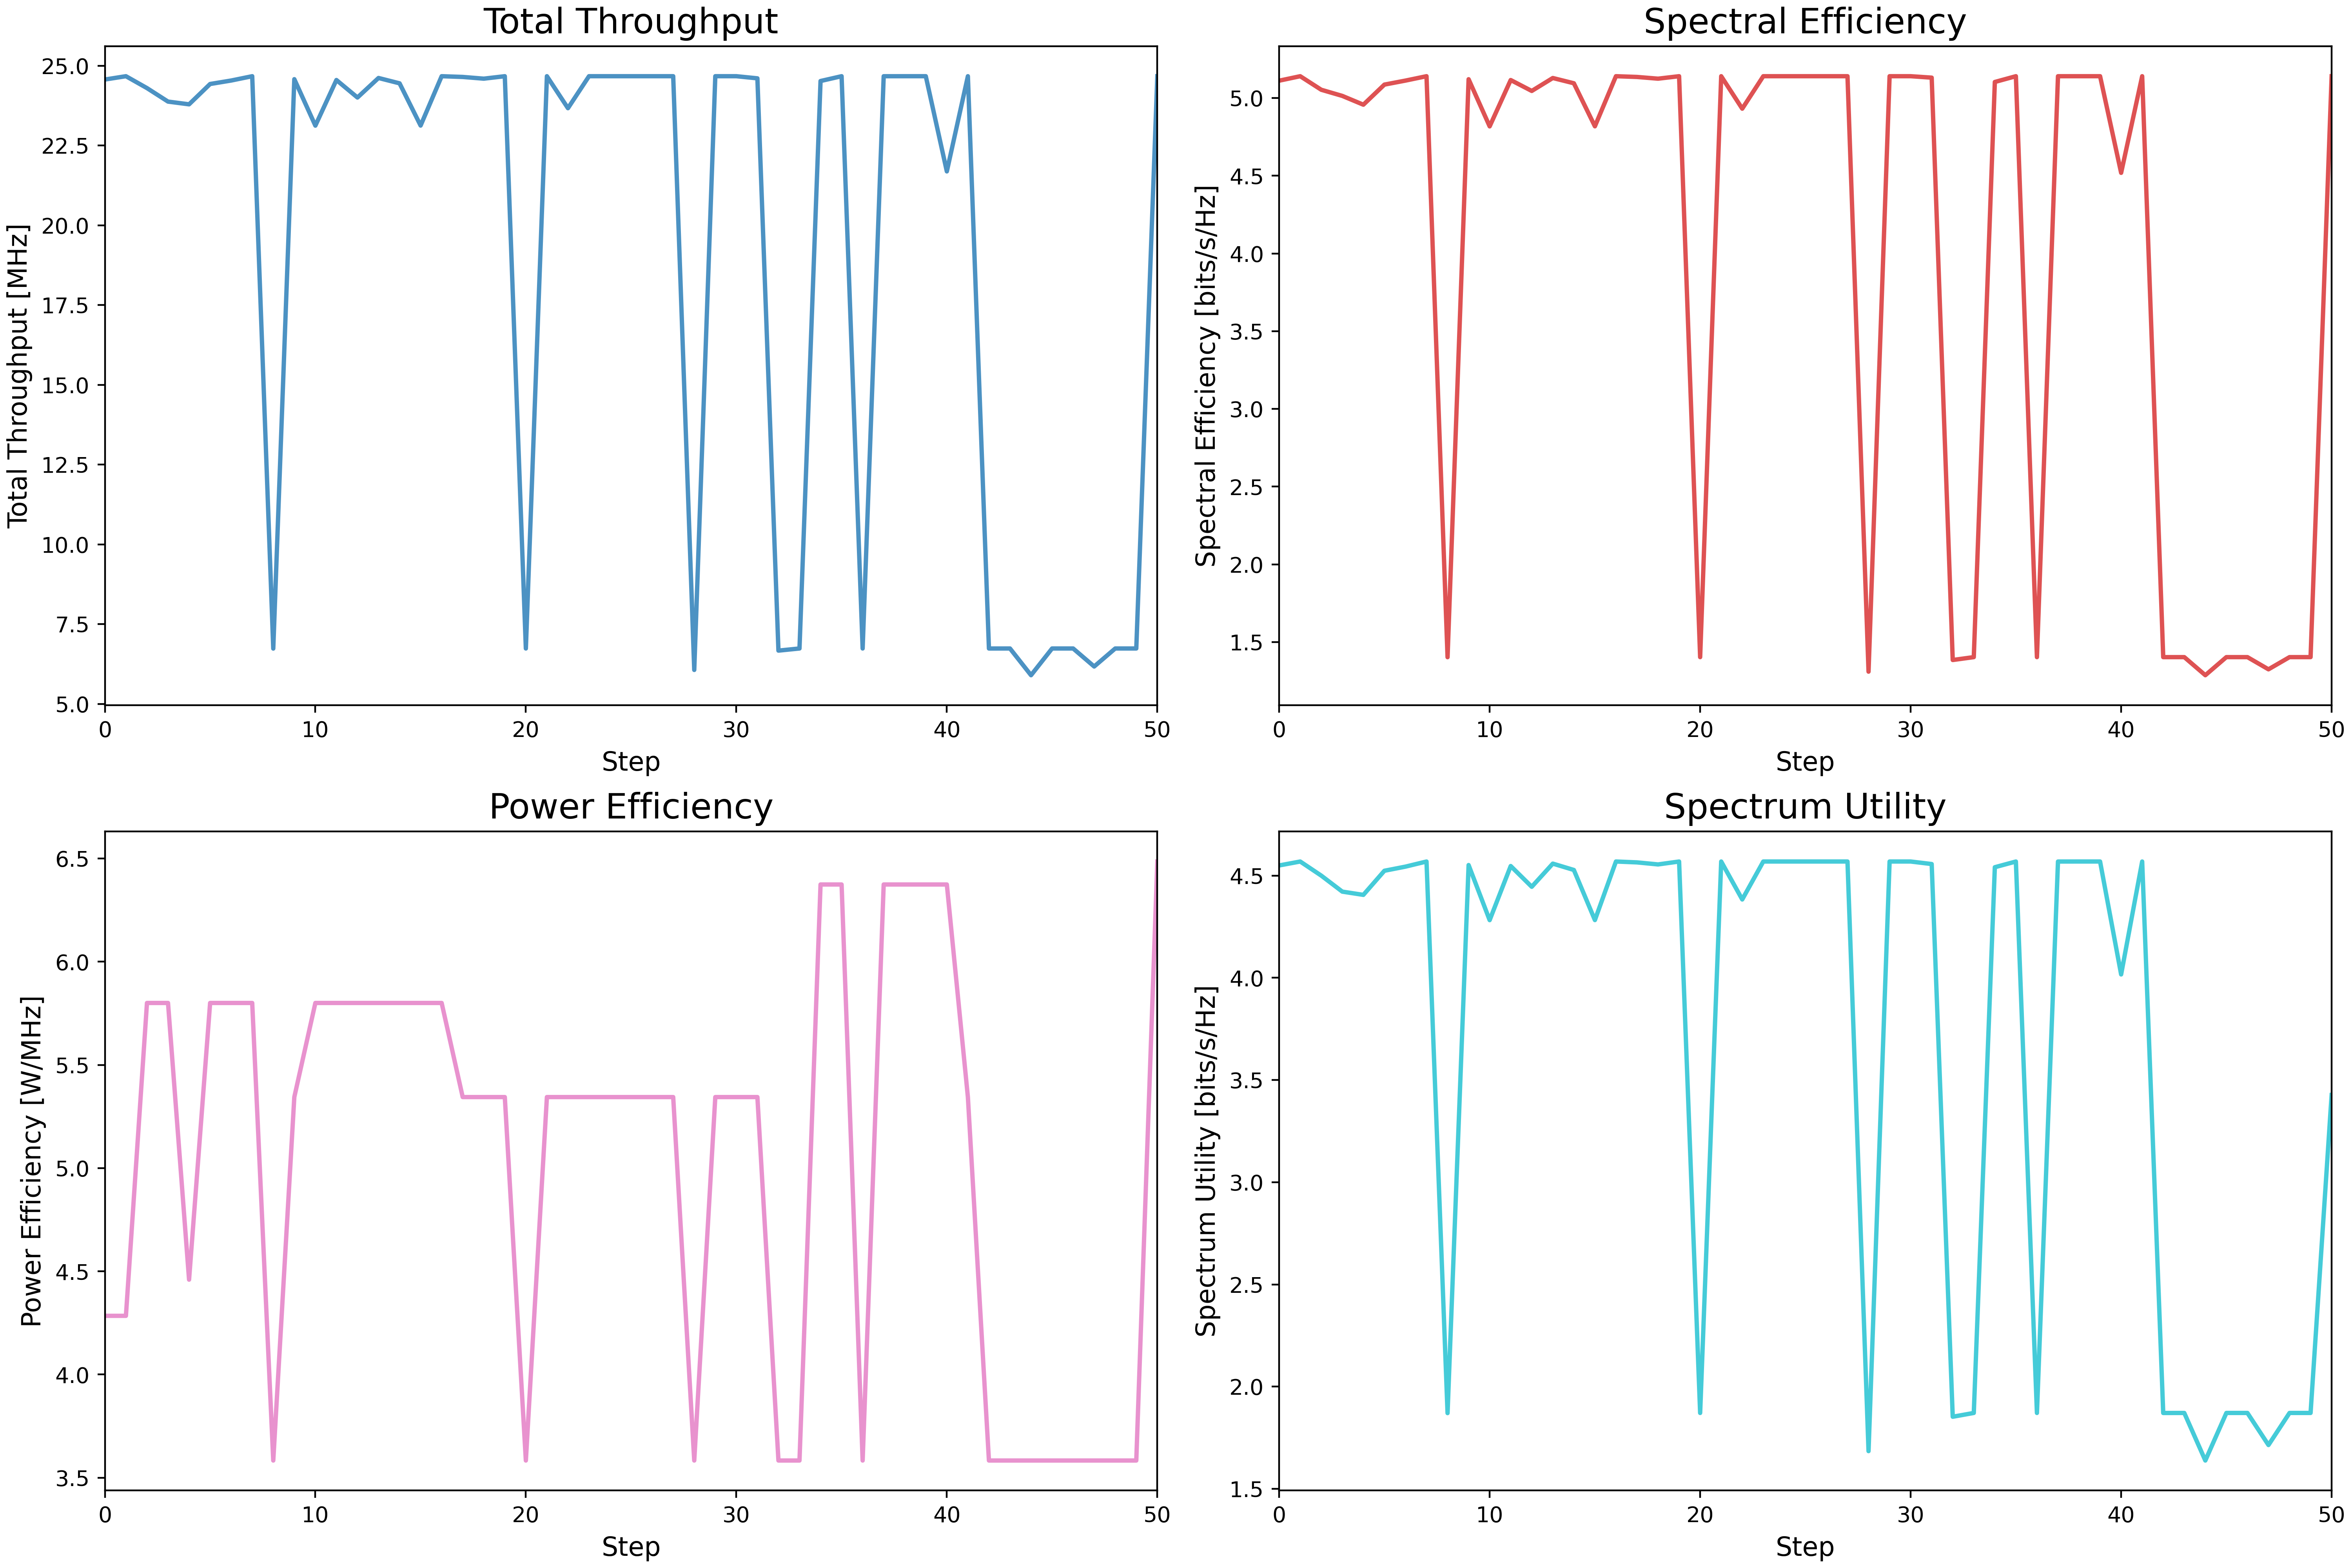 Total Throughput
Total Throughput [MHz]
25.0
22.5
20.0
17.5
15.0
12.5
10.0
7.5
5.0
0 10 20 30 40 50
Step
Spectral Efficiency
Spectral Efficiency [bits/s/Hz]
5.0
4.5
4.0
3.5
3.0
2.5
2.0
1.5
0 10 20 30 40 50
Step
Power Efficiency
Power Efficiency [W/MHz]
6.5
6.0
5.5
5.0
4.5
4.0
3.5
0 10 20 30 40 50
Step
Spectrum Utility
Spectrum Utility [bits/s/Hz]
4.5
4.0
3.5
3.0
2.5
2.0
1.5
0 10 20 30 40 50
Step